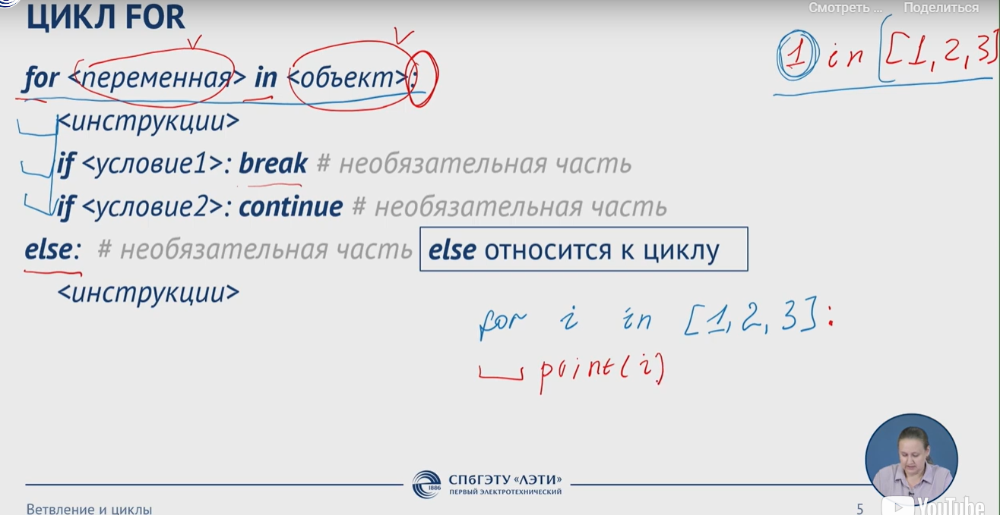 ЦИКЛ FOR
Смотреть ... Поделиться
1 in [1, 2, 3]
for <переменная> in <объект>:
<инструкции>
if <условие1>: break # необязательная часть
if <условие2>: continue # необязательная часть
else: # необязательная часть else относится к циклу
<инструкции>
for i in [1, 2, 3]:
print(i)
1886
СПбГЭТУ «ЛЭТИ»
ПЕРВЫЙ ЭЛЕКТРОТЕХНИЧЕСКИЙ
Ветвление и циклы
5
YouTube